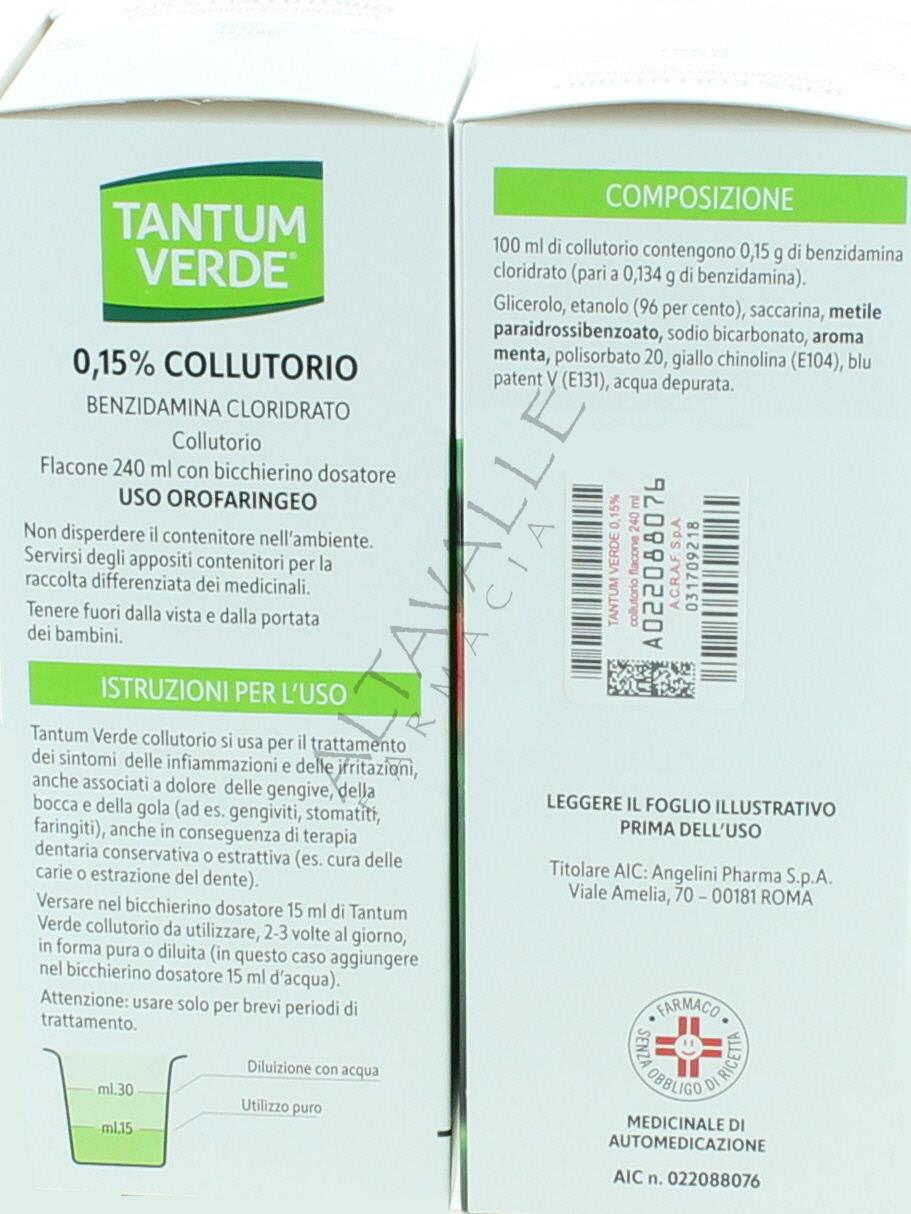 TANTUM
VERDE®
0,15% COLLUTORIO
BENZIDAMINA CLORIDRATO
Collutorio
Flacone 240 ml con bicchierino dosatore
USO OROFARINGEO
Non disperdere il contenitore nell'ambiente.
Servirsi degli appositi contenitori per la
raccolta differenziata dei medicinali.
Tenere fuori dalla vista e dalla portata
dei bambini.
ISTRUZIONI PER L'USO
Tantum Verde collutorio si usa per il trattamento
dei sintomi delle infiammazioni e delle irritazioni,
anche associati a dolore delle gengive, della
bocca e della gola (ad es. gengiviti, stomatiti,
faringiti), anche in conseguenza di terapia
dentaria conservativa o estrattiva (es. cura delle
carie o estrazione del dente).
Versare nel bicchierino dosatore 15 ml di Tantum
Verde collutorio da utilizzare, 2-3 volte al giorno,
in forma pura o diluita (in questo caso aggiungere
nel bicchierino dosatore 15 ml d'acqua).
Attenzione: usare solo per brevi periodi di
trattamento.
Diluizione con acqua
ml.30
Utilizzo puro
ml.15
COMPOSIZIONE
100 ml di collutorio contengono 0,15 g di benzidamina
cloridrato (pari a 0,134 g di benzidamina).
Glicerolo, etanolo (96 per cento), saccarina, metile
paraidrossibenzoato, sodio bicarbonato, aroma
menta, polisorbato 20, giallo chinolina (E104), blu
patent V (E131), acqua depurata.
TANTUM VERDE 0,15%
collutorio flacone 240 ml
A022088076
A.C.R.A.F. S.p.A.
031709218
LEGGERE IL FOGLIO ILLUSTRATIVO
PRIMA DELL'USO
Titolare AIC: Angelini Pharma S.p.A.
Viale Amelia, 70 – 00181 ROMA
FARMACO
SENZA OBBLIGO DI RICETTA
MEDICINALE DI
AUTOMEDICAZIONE
AIC n. 022088076
ALTAVALLE
FARMACIA